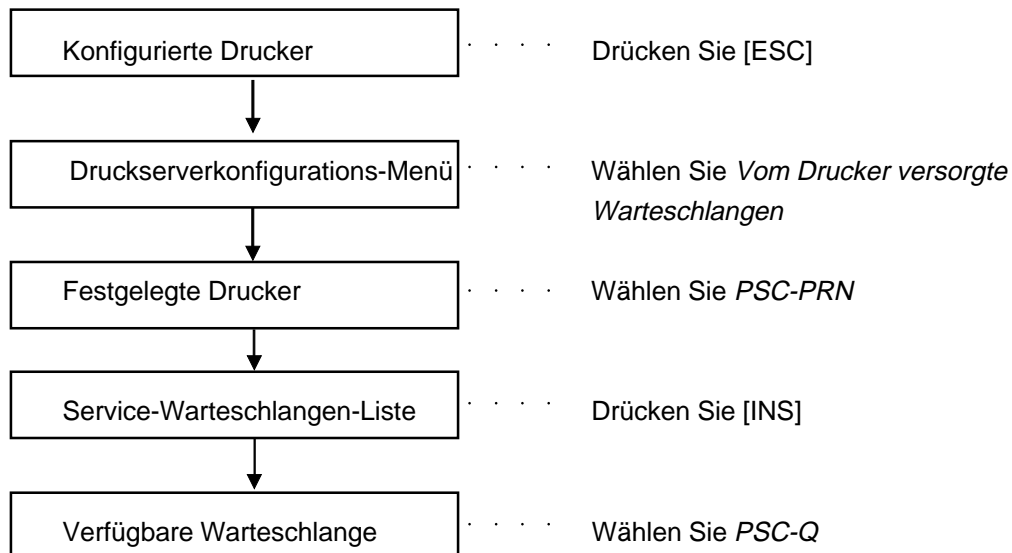 Konfigurierte Drucker . . . . Drücken Sie [ESC]
Druckserverkonfigurations-Menü . . . . Wählen Sie Vom Drucker versorgte
Warteschlangen
Festgelegte Drucker . . . . Wählen Sie PSC-PRN
Service-Warteschlangen-Liste . . . . Drücken Sie [INS]
Verfügbare Warteschlange . . . . Wählen Sie PSC-Q